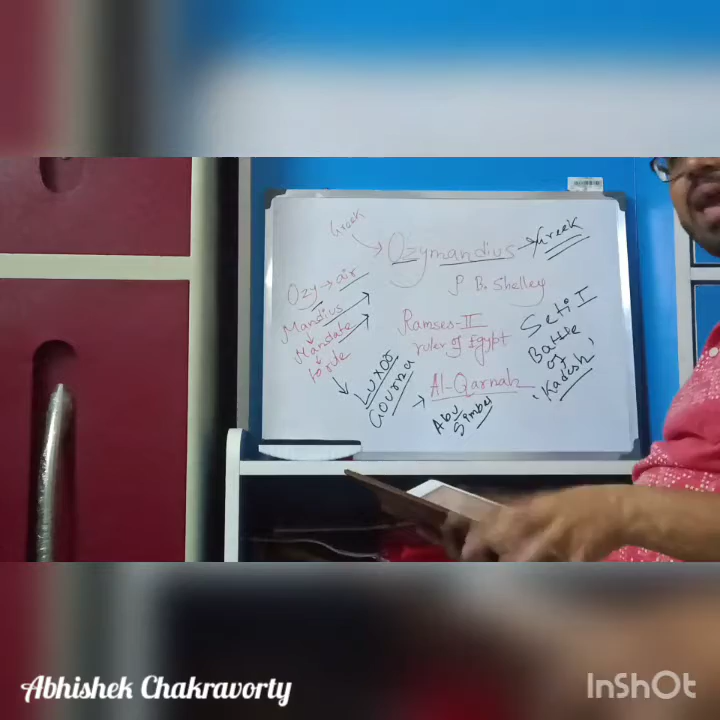 Greek
Ozymandius → Greek
P B. Shelley
Ozy → air
Mandius
Mandate
to rule
Ramses-II
ruler of Egypt
Al-Qarnah
Luxor
Gourna
Abu
Simbel
Seti I
Battle
of
'Kadesh'
Abhishek Chakravorty
InShOt